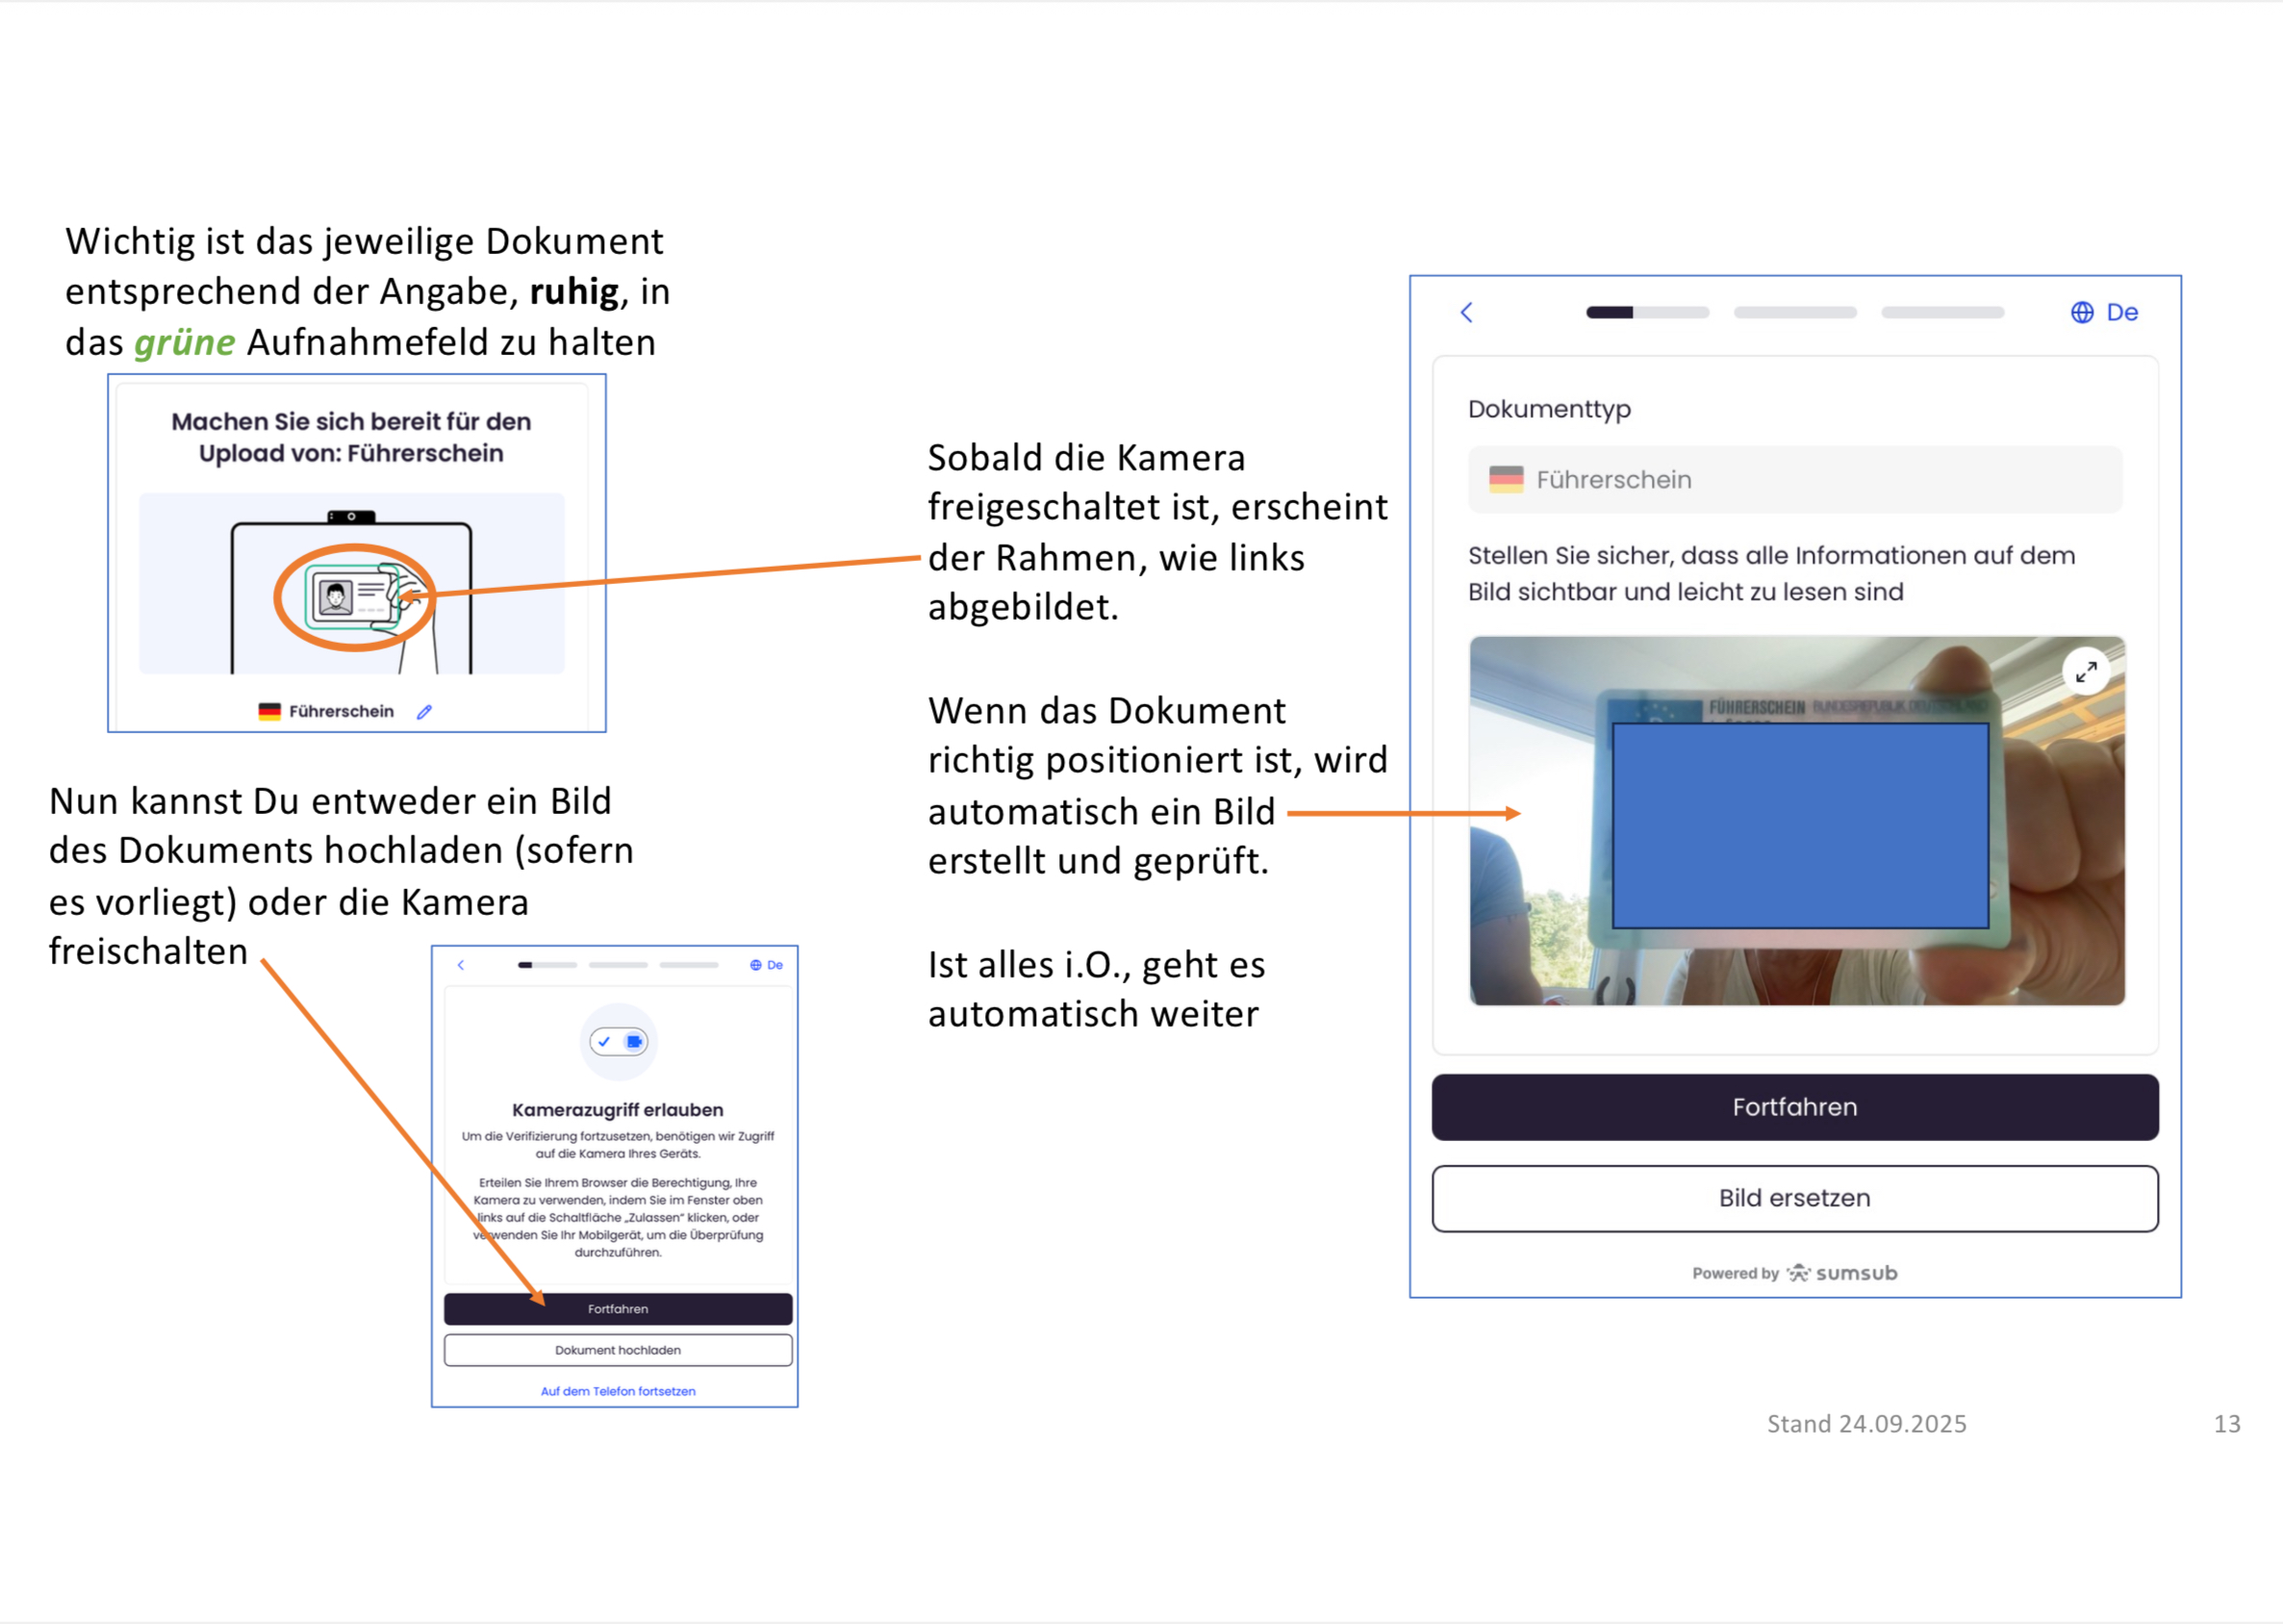 Wichtig ist das jeweilige Dokument
entsprechend der Angabe, ruhig, in
das grüne Aufnahmefeld zu halten
Machen Sie sich bereit für den
Upload von: Führerschein
Führerschein
Nun kannst Du entweder ein Bild
des Dokuments hochladen (sofern
es vorliegt) oder die Kamera
freischalten
De
Kamerazugriff erlauben
Um die Verifizierung fortzusetzen, benötigen wir Zugriff
auf die Kamera Ihres Geräts.
Erteilen Sie Ihrem Browser die Berechtigung, Ihre
Kamera zu verwenden, indem Sie im Fenster oben
links auf die Schaltfläche „Zulassen“ klicken, oder
verwenden Sie Ihr Mobilgerät, um die Überprüfung
durchzuführen.
Fortfahren
Dokument hochladen
Auf dem Telefon fortsetzen
Sobald die Kamera
freigeschaltet ist, erscheint
der Rahmen, wie links
abgebildet.
Wenn das Dokument
richtig positioniert ist, wird
automatisch ein Bild
erstellt und geprüft.
Ist alles i.O., geht es
automatisch weiter
De
Dokumenttyp
Führerschein
Stellen Sie sicher, dass alle Informationen auf dem
Bild sichtbar und leicht zu lesen sind
FÜHRERSCHEIN BUNDESREPUBLIK DEUTSCHLAND
Fortfahren
Bild ersetzen
Powered by sumsub
Stand 24.09.2025
13